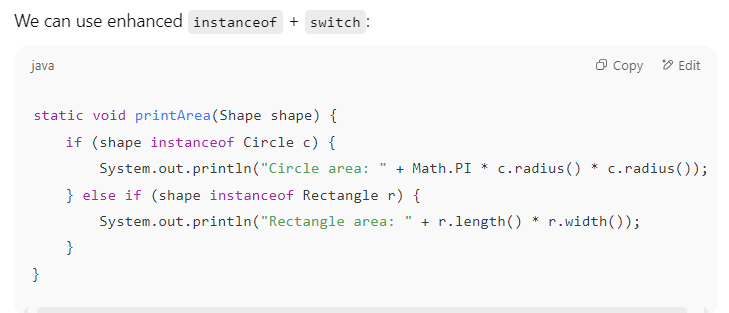 We can use enhanced instanceof + switch:
java
Copy
Edit
static void printArea(Shape shape) {
    if (shape instanceof Circle c) {
        System.out.println("Circle area: " + Math.PI * c.radius() * c.radius());
    } else if (shape instanceof Rectangle r) {
        System.out.println("Rectangle area: " + r.length() * r.width());
    }
}